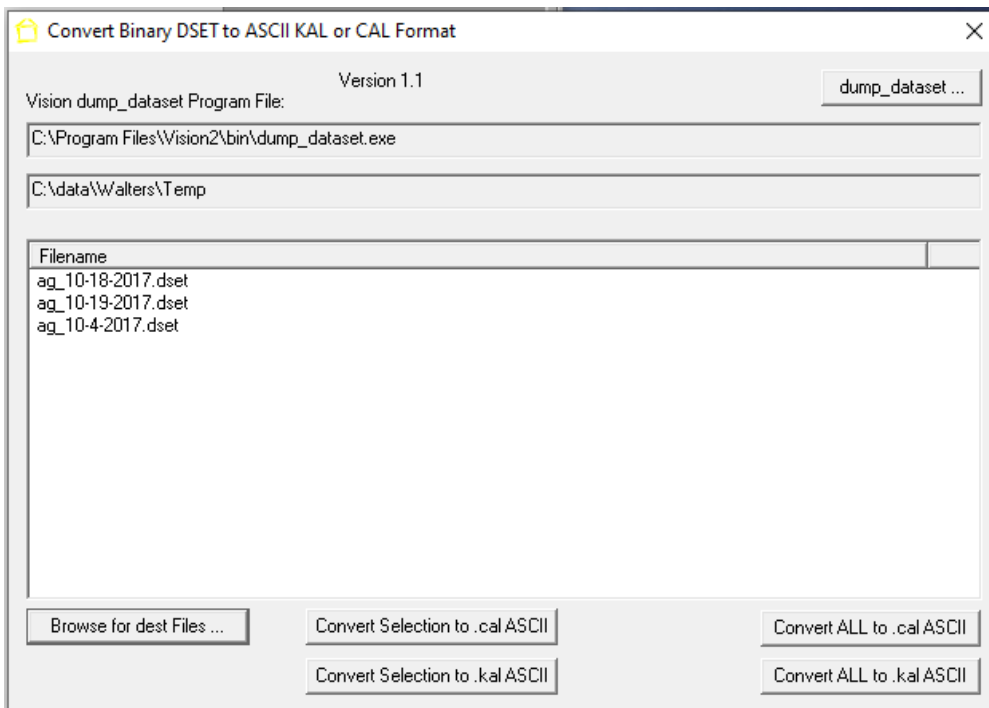 Convert Binary DSET to ASCII KAL or CAL Format
Version 1.1
dump_dataset ...
Vision dump_dataset Program File:
C:\Program Files\Vision2\bin\dump_dataset.exe
C:\data\Walters\Temp
Filename
ag_10-18-2017.dset
ag_10-19-2017.dset
ag_10-4-2017.dset
Browse for dest Files ...
Convert Selection to .cal ASCII
Convert ALL to .cal ASCII
Convert Selection to .kal ASCII
Convert ALL to .kal ASCII